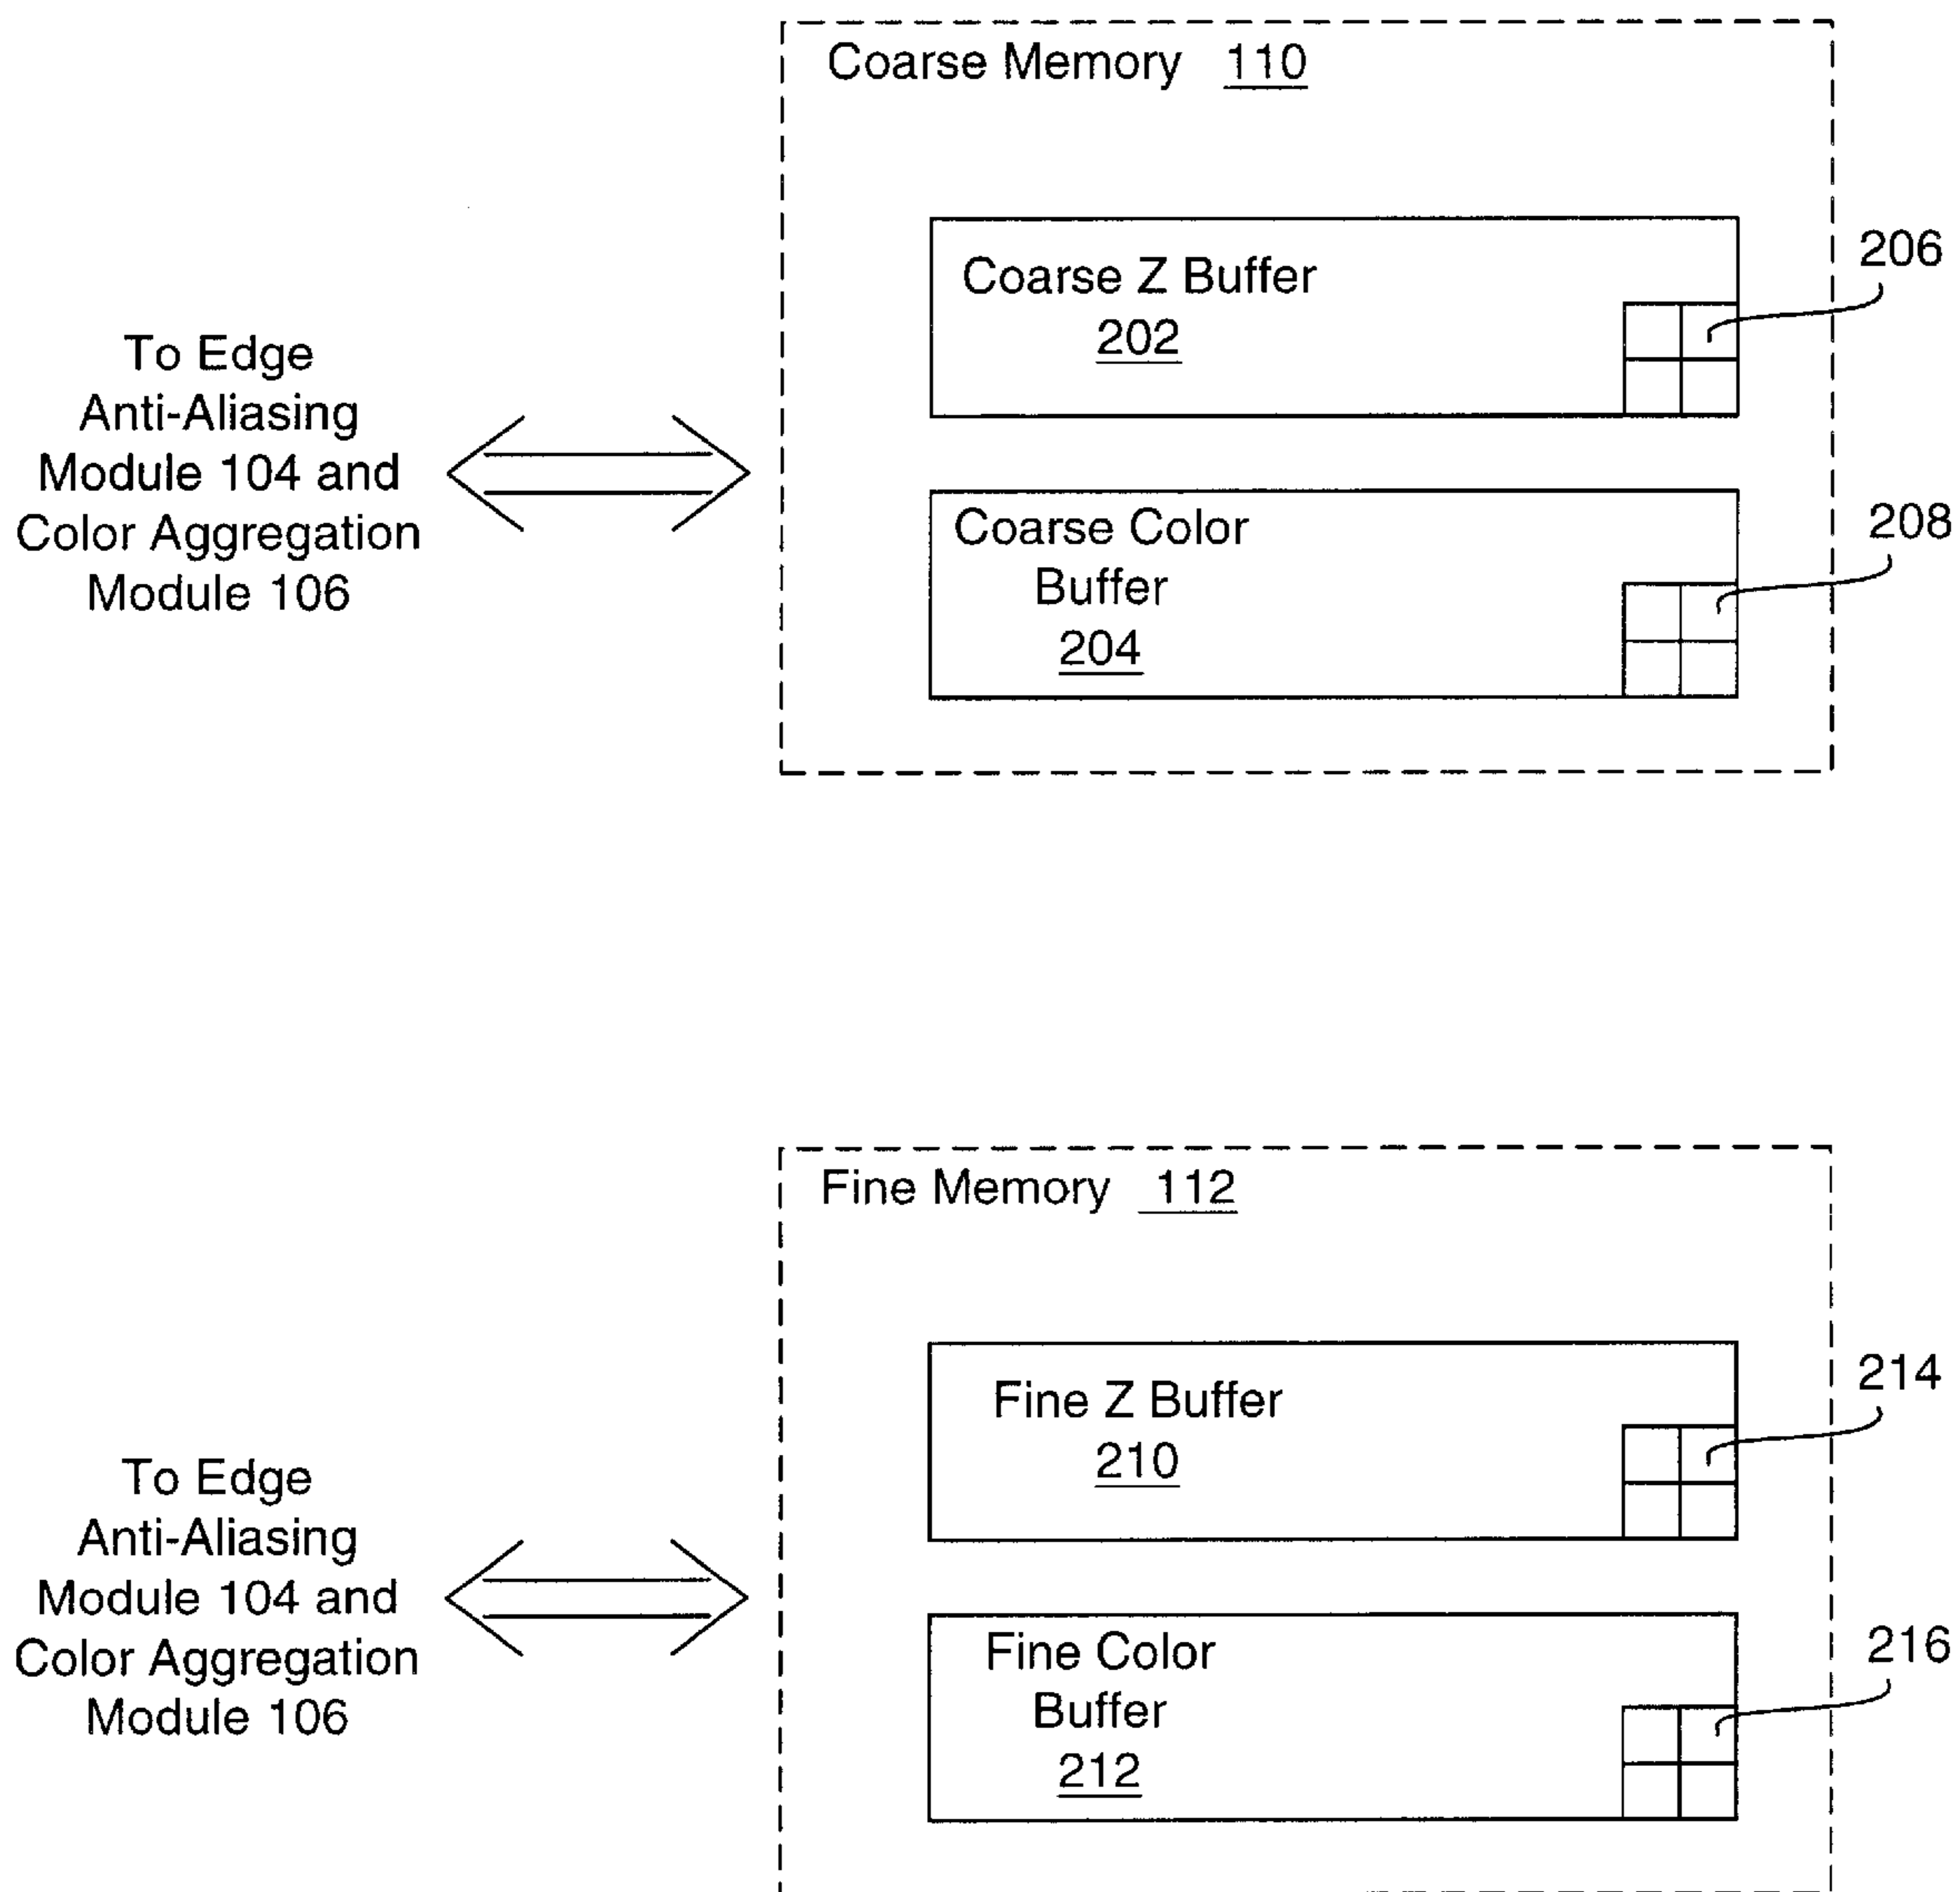 Coarse Memory 110
Coarse Z Buffer
202
206
To Edge
Anti-Aliasing
Module 104 and
Color Aggregation
Module 106
Coarse Color
Buffer
204
208
Fine Memory 112
Fine Z Buffer
210
214
To Edge
Anti-Aliasing
Module 104 and
Color Aggregation
Module 106
Fine Color
Buffer
212
216